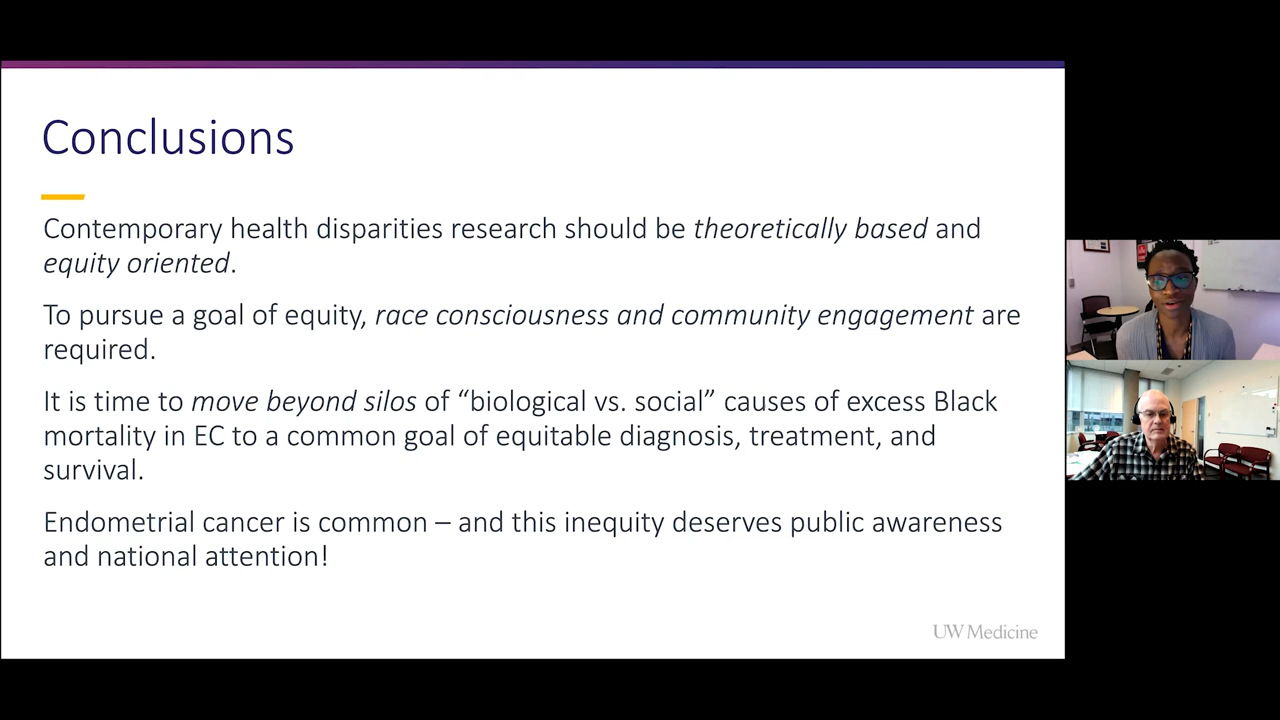 Conclusions
Contemporary health disparities research should be theoretically based and
equity oriented.
To pursue a goal of equity, race consciousness and community engagement are
required.
It is time to move beyond silos of “biological vs. social” causes of excess Black
mortality in EC to a common goal of equitable diagnosis, treatment, and
survival.
Endometrial cancer is common – and this inequity deserves public awareness
and national attention!
UW Medicine